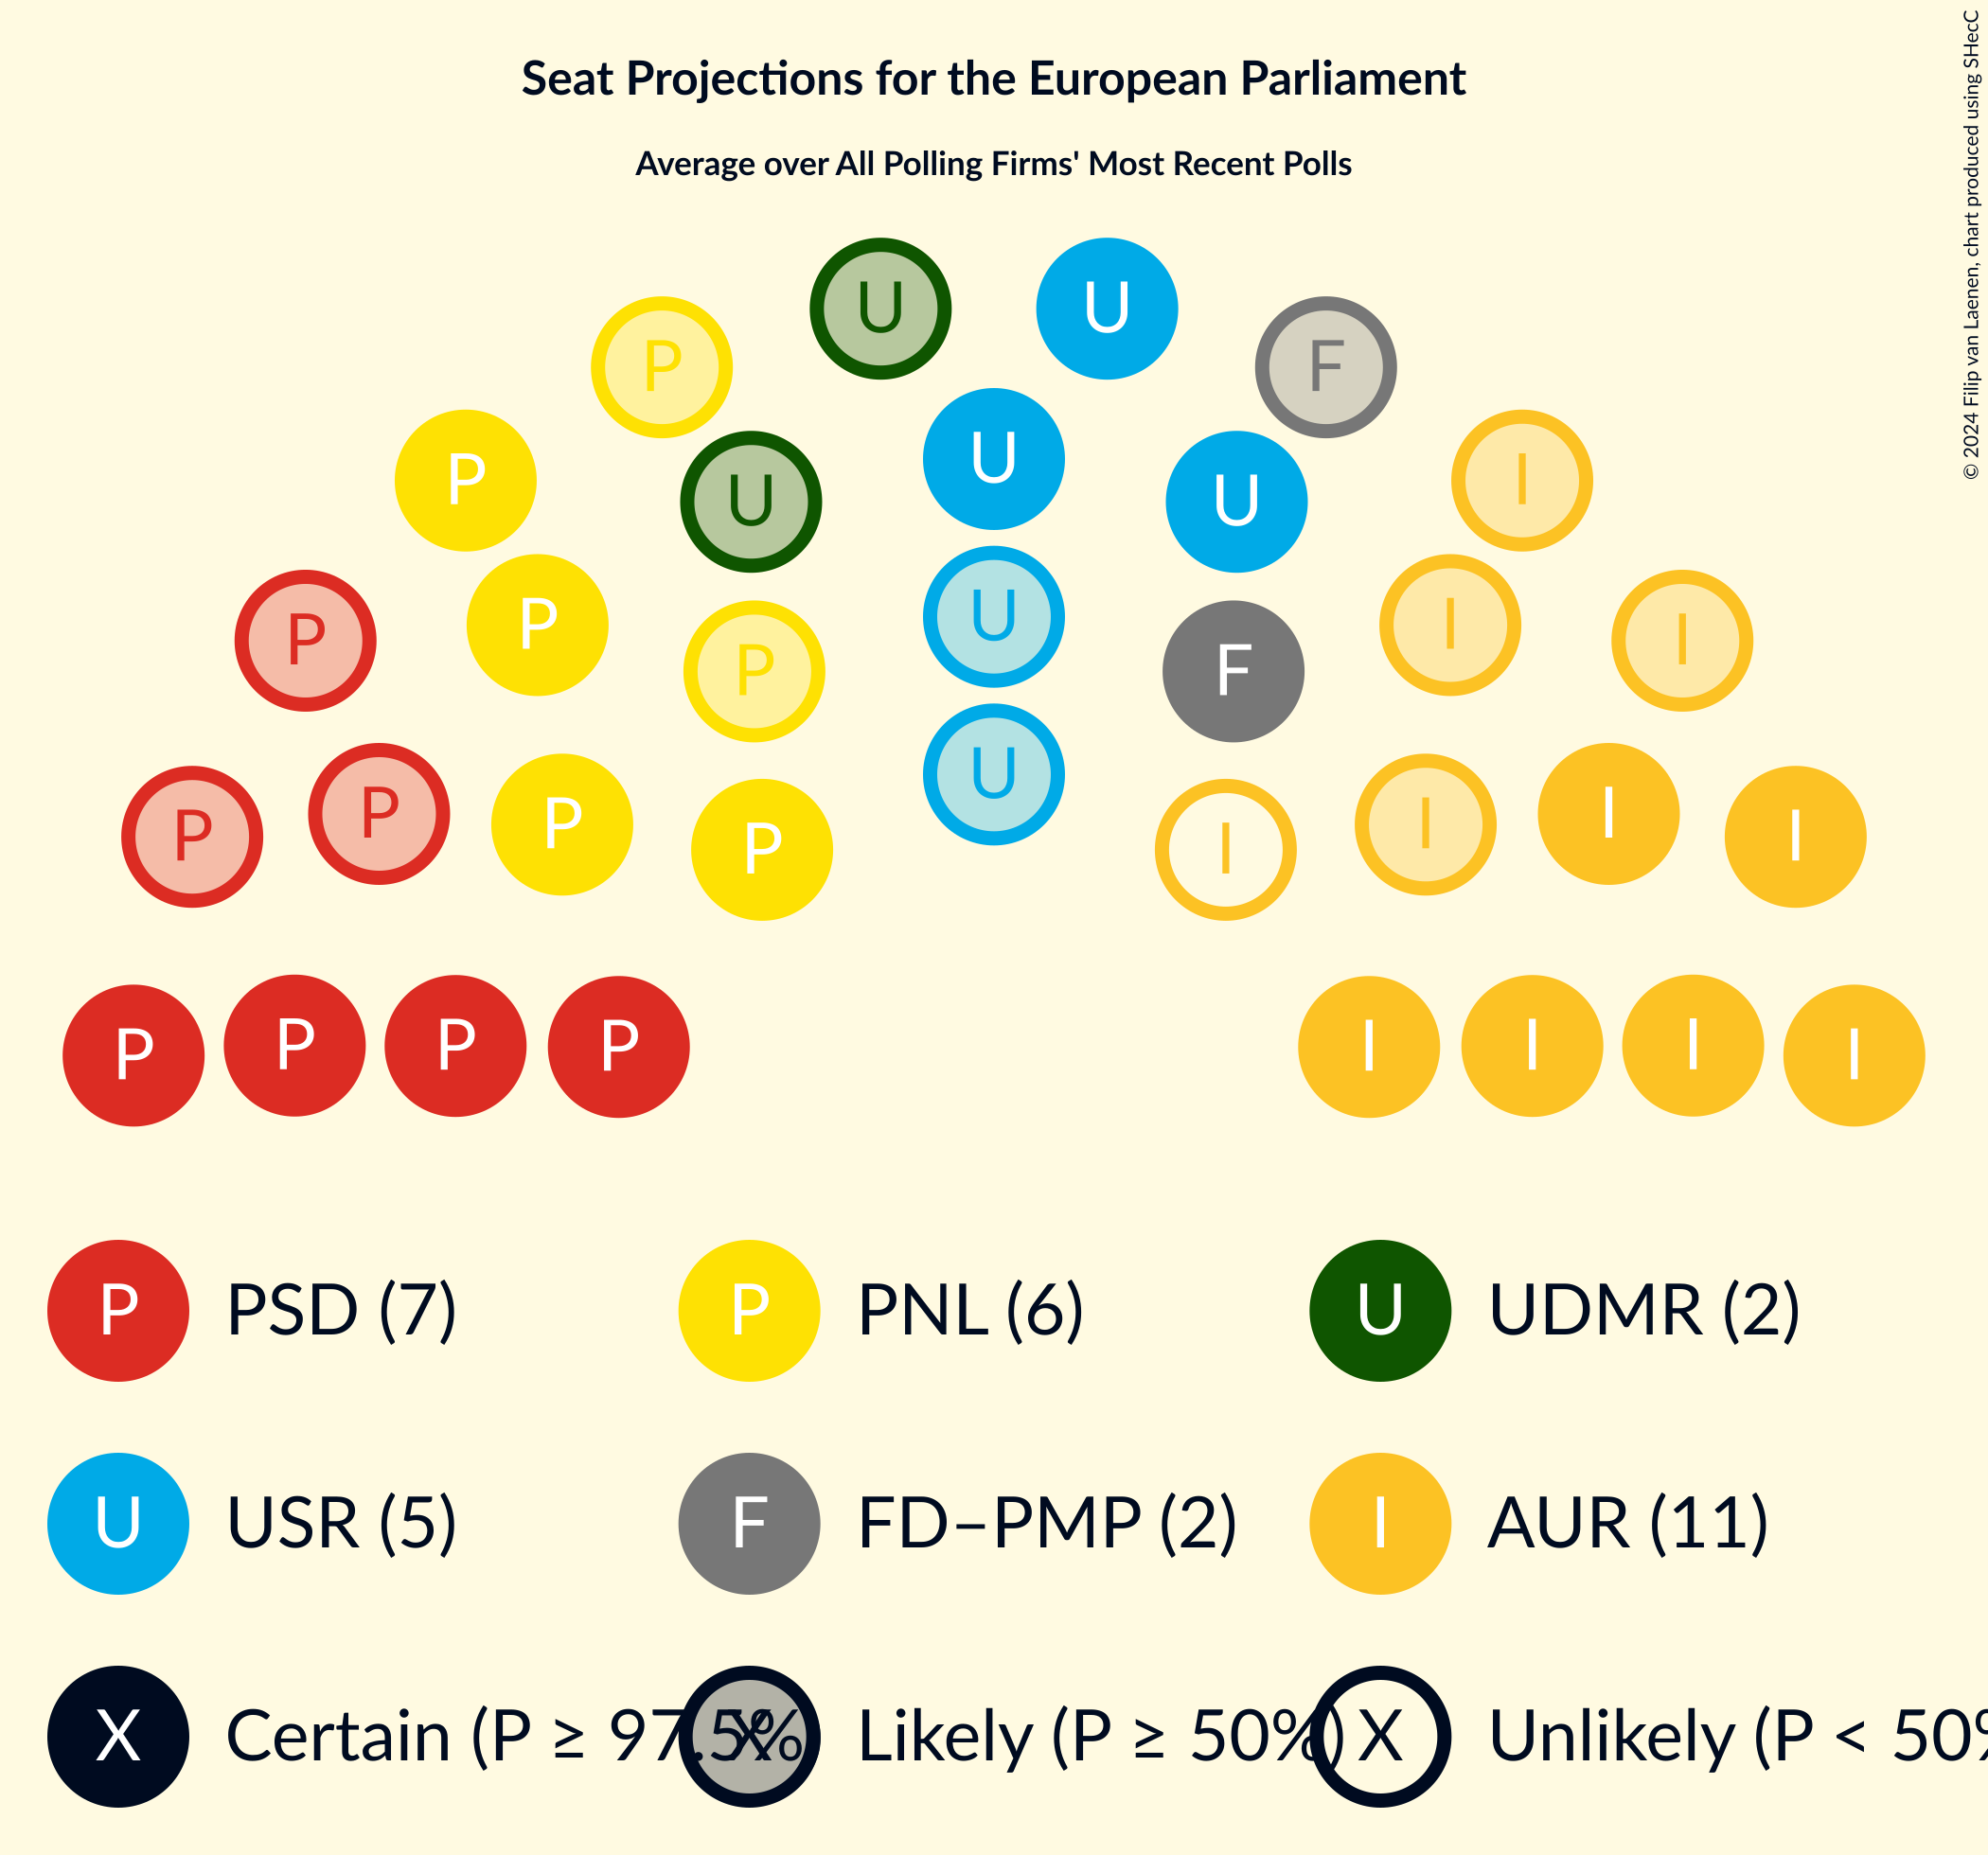 Seat Projections for the European Parliament
Average over All Polling Firms' Most Recent Polls
© 2024 Filip van Laenen, chart produced using SHecC
U U
P F
P U U U I
P P P U F I I
P P P P U I I I I
P P P P I I I I
P PSD (7) P PNL (6) U UDMR (2)
U USR (5) F FD–PMP (2) I AUR (11)
X Certain (P ≥ 97.5% X Likely (P ≥ 50%) X Unlikely (P < 50%